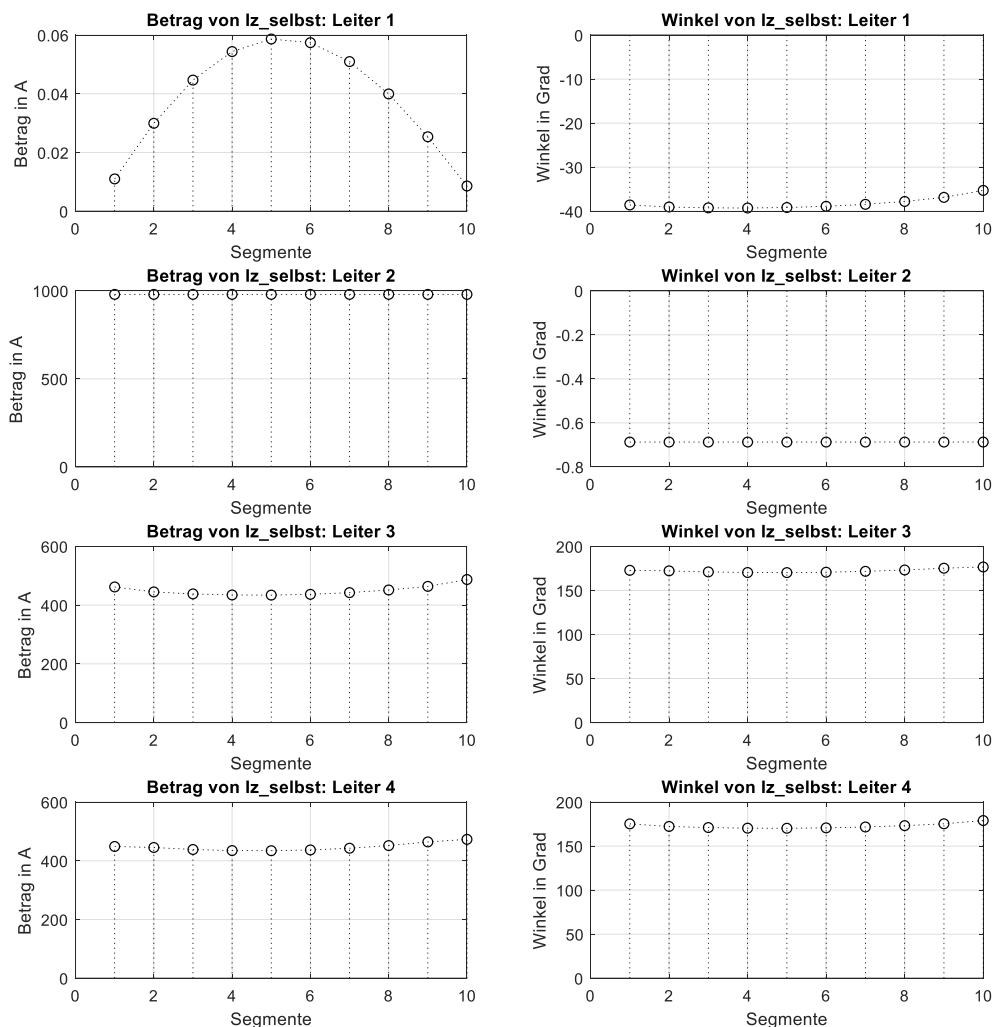 Betrag von Iz_selbst: Leiter 1
0.06
0.04
0.02
0
Betrag in A
0 2 4 6 8 10
Segmente
Winkel von Iz_selbst: Leiter 1
0
-10
-20
-30
-40
Winkel in Grad
0 2 4 6 8 10
Segmente
Betrag von Iz_selbst: Leiter 2
1000
500
0
Betrag in A
0 2 4 6 8 10
Segmente
Winkel von Iz_selbst: Leiter 2
0
-0.2
-0.4
-0.6
-0.8
Winkel in Grad
0 2 4 6 8 10
Segmente
Betrag von Iz_selbst: Leiter 3
600
400
200
0
Betrag in A
0 2 4 6 8 10
Segmente
Winkel von Iz_selbst: Leiter 3
200
150
100
50
0
Winkel in Grad
0 2 4 6 8 10
Segmente
Betrag von Iz_selbst: Leiter 4
600
400
200
0
Betrag in A
0 2 4 6 8 10
Segmente
Winkel von Iz_selbst: Leiter 4
200
150
100
50
0
Winkel in Grad
0 2 4 6 8 10
Segmente